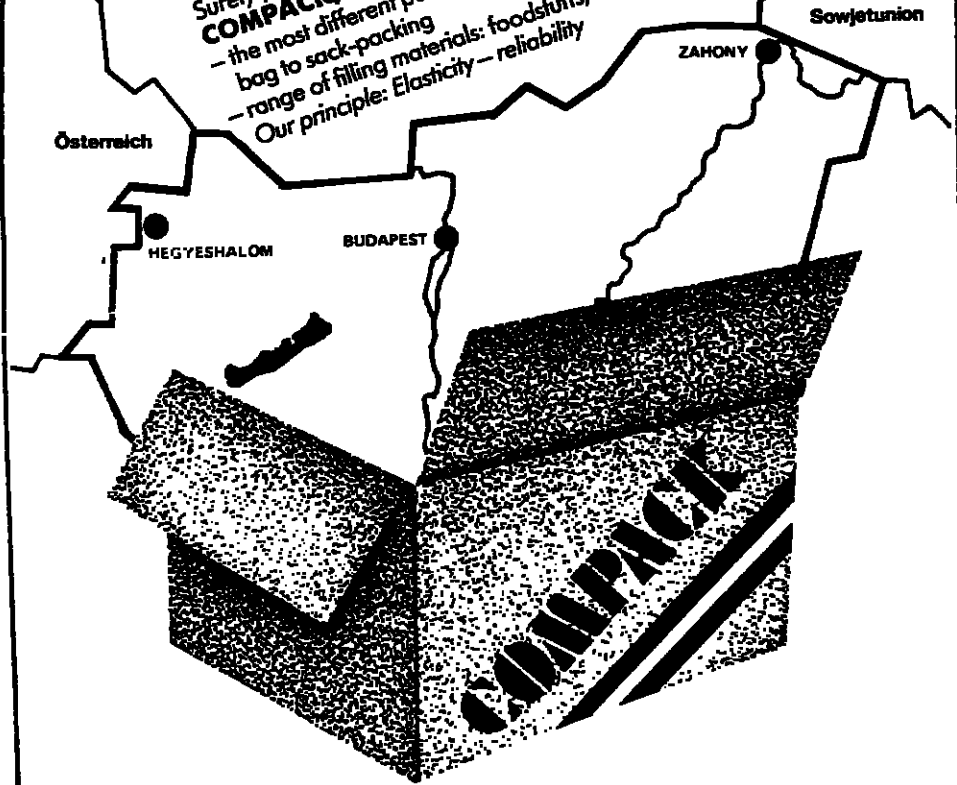 Surely
COMPACK
– the most different
bag to sack-packing
– range of filling materials: foodstuffs,
Our principle: Elasticity – reliability
Sowjetunion
ZAHONY
Österreich
HEGYESHALOM
BUDAPEST
COMPACK